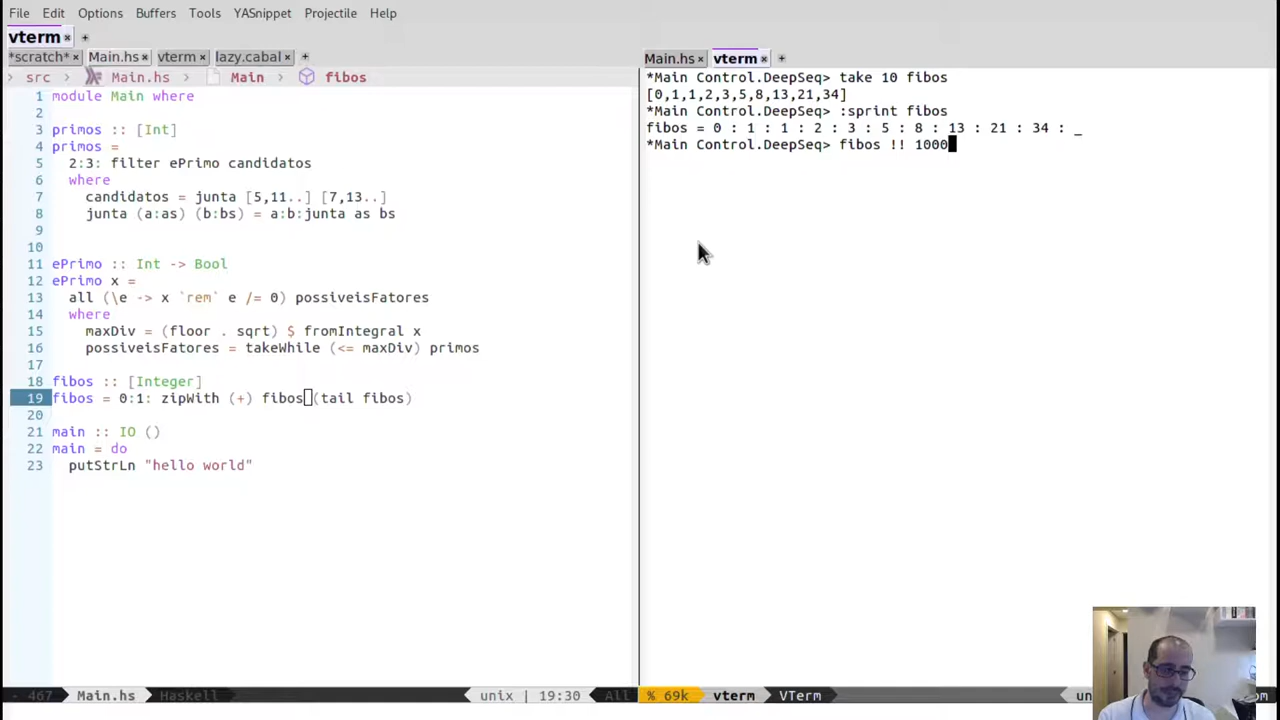 File Edit Options Buffers Tools YASnippet Projectile Help
vterm × +
*scratch* × Main.hs × vterm × lazy.cabal × +
> src > Main.hs > Main > fibos
1 module Main where
2
3 primos :: [Int]
4 primos =
5 2:3: filter ePrimo candidatos
6 where
7 candidatos = junta [5,11..] [7,13..]
8 junta (a:as) (b:bs) = a:b:junta as bs
9
10
11 ePrimo :: Int -> Bool
12 ePrimo x =
13 all (\e -> x `rem` e /= 0) possiveisFatores
14 where
15 maxDiv = (floor . sqrt) $ fromIntegral x
16 possiveisFatores = takeWhile (<= maxDiv) primos
17
18 fibos :: [Integer]
19 fibos = 0:1: zipWith (+) fibos (tail fibos)
20
21 main :: IO ()
22 main = do
23 putStrLn "hello world"
- 467 Main.hs Haskell unix | 19:30 All
Main.hs × vterm × +
*Main Control.DeepSeq> take 10 fibos
[0,1,1,2,3,5,8,13,21,34]
*Main Control.DeepSeq> :sprint fibos
fibos = 0 : 1 : 1 : 2 : 3 : 5 : 8 : 13 : 21 : 34 : _
*Main Control.DeepSeq> fibos !! 1000
% 69k vterm VTerm